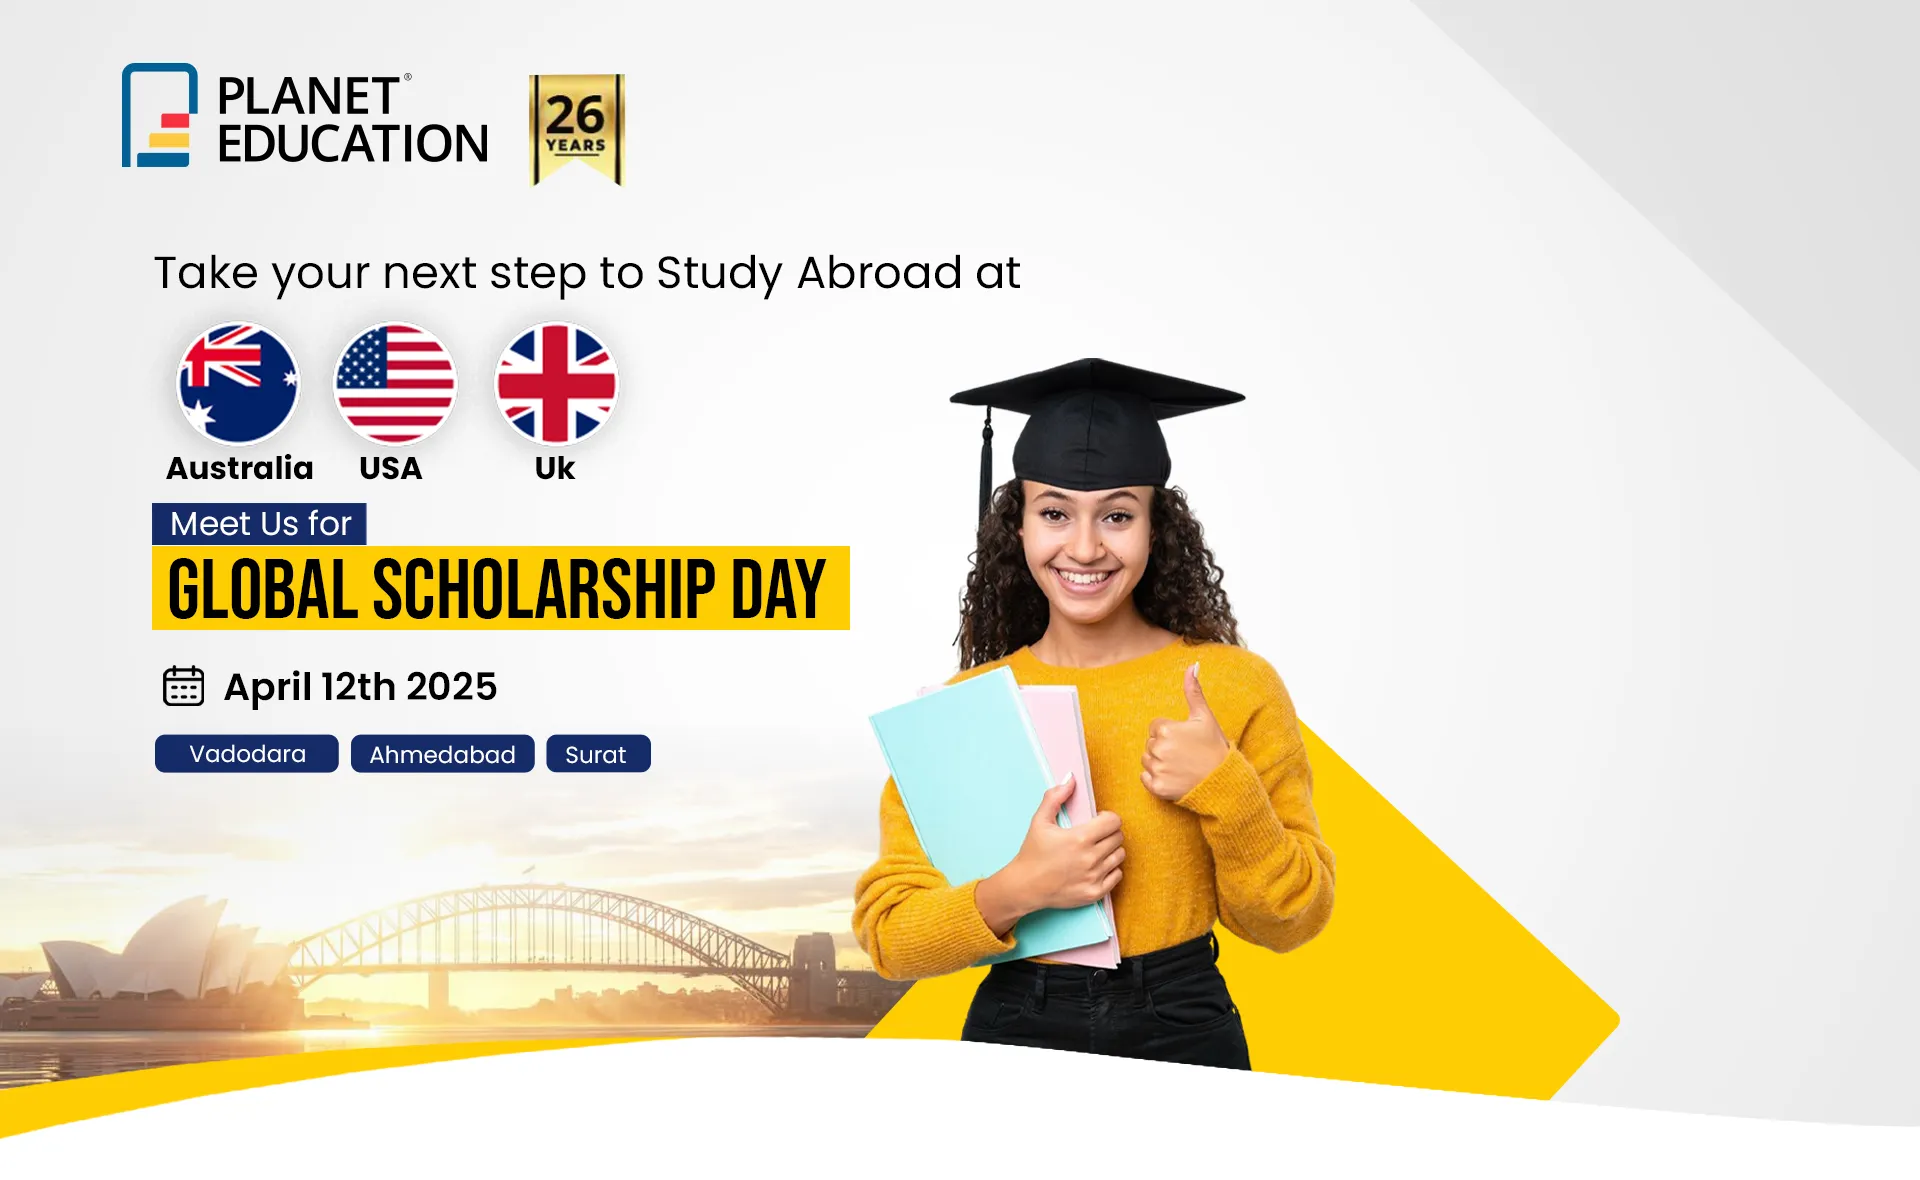 PLANET®
EDUCATION
26
YEARS
Take your next step to Study Abroad at
Australia USA Uk
Meet Us for
GLOBAL SCHOLARSHIP DAY
April 12th 2025
Vadodara Ahmedabad Surat